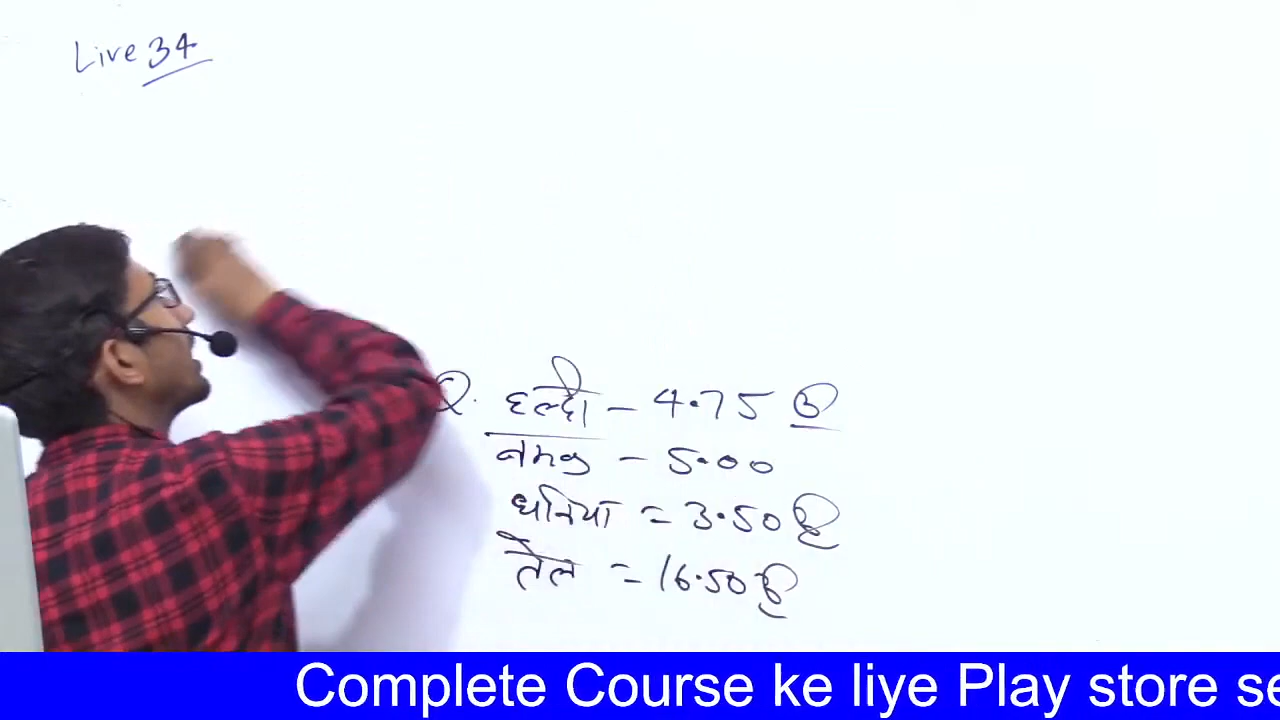 Live 34
Q. हल्दी - 4.75 रु
नमक - 5.00
धनिया = 3.50 रु
तेल = 16.50 रु
Complete Course ke liye Play store se